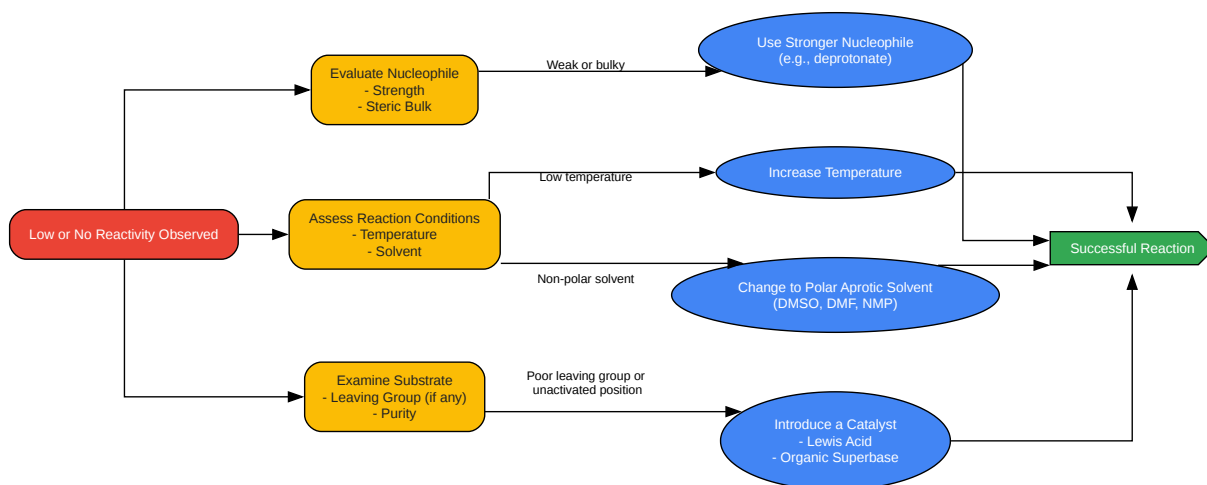 Use Stronger Nucleophile
(e.g., deprotonate)
Evaluate Nucleophile
- Strength
- Steric Bulk
Weak or bulky
Increase Temperature
Low temperature
Low or No Reactivity Observed
Assess Reaction Conditions
- Temperature
- Solvent
Successful Reaction
Non-polar solvent
Change to Polar Aprotic Solvent
(DMSO, DMF, NMP)
Examine Substrate
- Leaving Group (if any)
- Purity
Poor leaving group or
unactivated position
Introduce a Catalyst
- Lewis Acid
- Organic Superbase